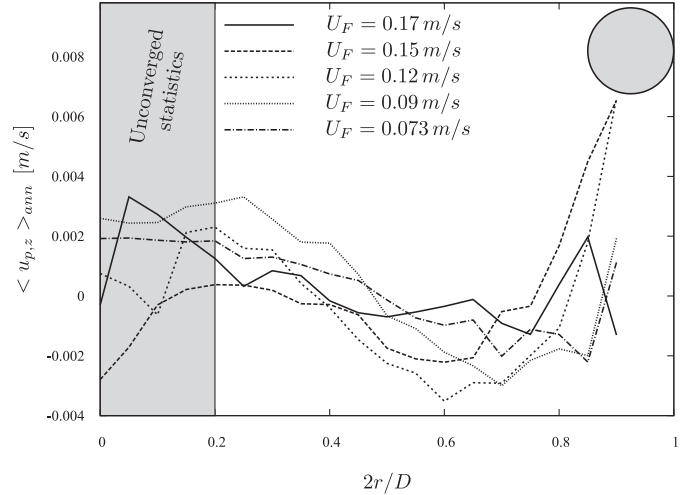 0.008
0.006
0.004
0.002
0
-0.002
-0.004
< u_{p,z} >_{ann} [m/s]
Unconverged
statistics
U_F = 0.17 m/s
U_F = 0.15 m/s
U_F = 0.12 m/s
U_F = 0.09 m/s
U_F = 0.073 m/s
0 0.2 0.4 0.6 0.8 1
2r/D